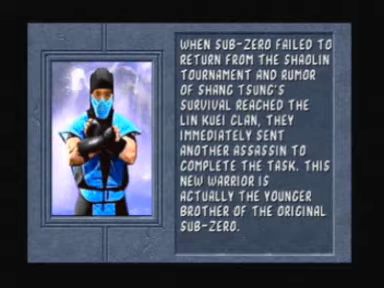 WHEN SUB-ZERO FAILED TO
RETURN FROM THE SHAOLIN
TOURNAMENT AND RUMOR
OF SHANG TSUNG'S
SURVIVAL REACHED THE
LIN KUEI CLAN, THEY
IMMEDIATELY SENT
ANOTHER ASSASSIN TO
COMPLETE THE TASK. THIS
NEW WARRIOR IS
ACTUALLY THE YOUNGER
BROTHER OF THE ORIGINAL
SUB-ZERO.